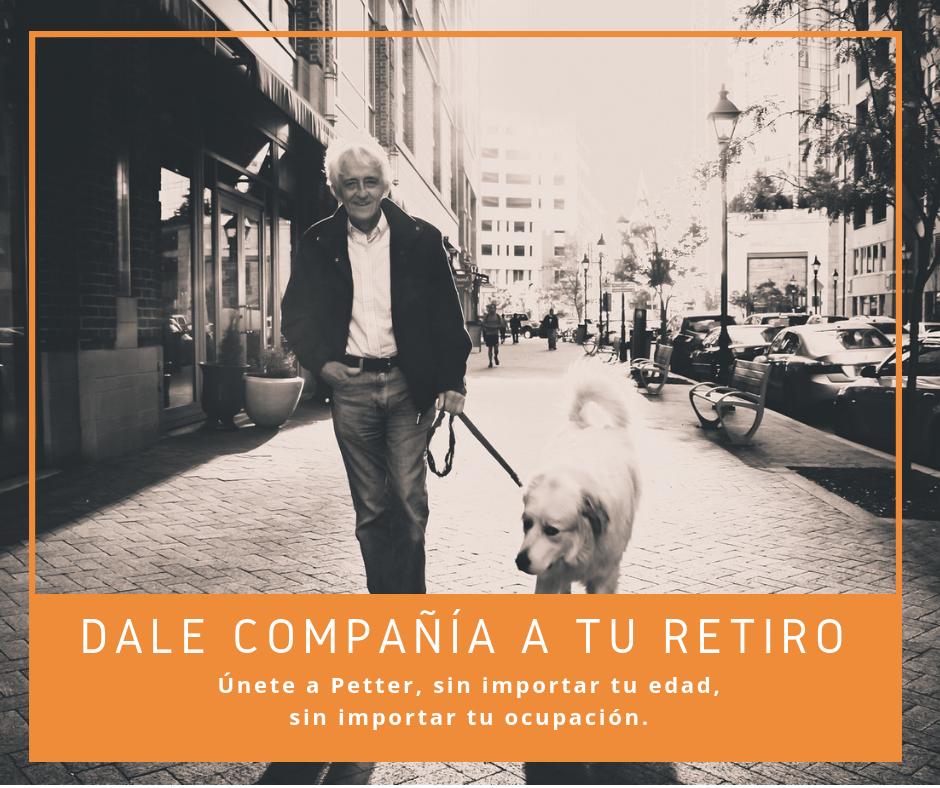 DALE COMPAÑÍA A TU RETIRO
Únete a Petter, sin importar tu edad,
sin importar tu ocupación.